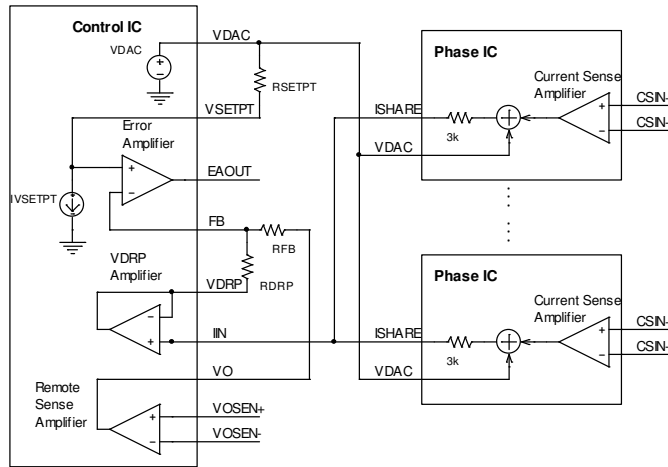 Control IC
VDAC
VDAC
RSETPT
VSETPT
Error
Amplifier
+
-
EAOUT
IVSETPT
FB
RFB
VDRP
Amplifier
VDRP
RDRP
-
+
IIN
VO
Remote
Sense
Amplifier
+
-
VOSEN+
VOSEN-
Phase IC
Current Sense
Amplifier
CSIN+
CSIN-
+
-
ISHARE
3k
VDAC
Phase IC
Current Sense
Amplifier
CSIN+
CSIN-
+
-
ISHARE
3k
VDAC